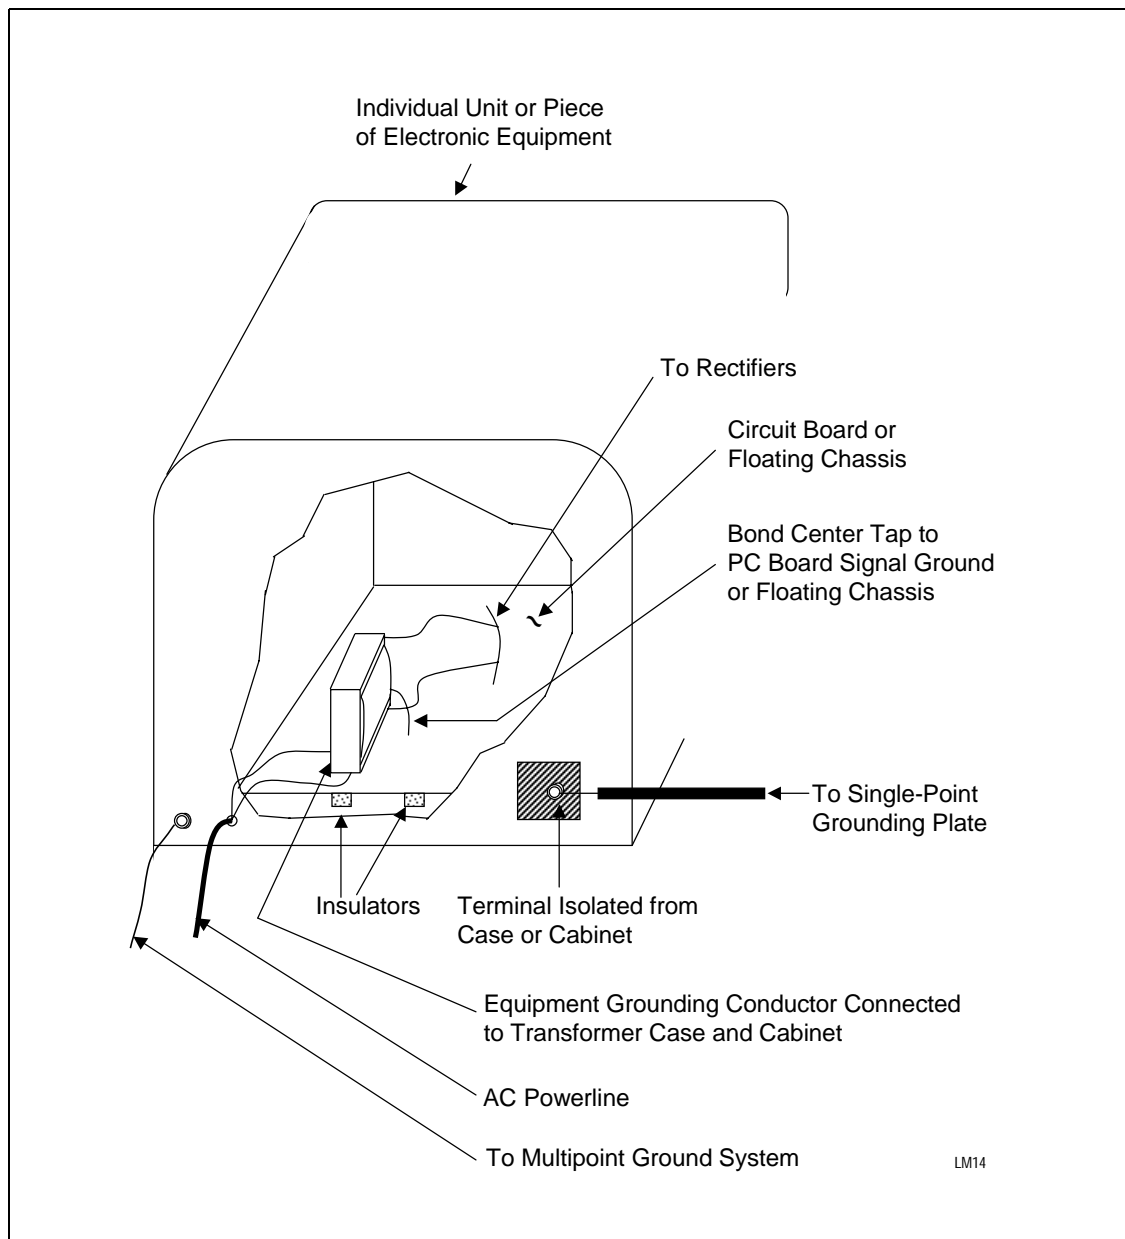 Individual Unit or Piece
of Electronic Equipment
To Rectifiers
Circuit Board or
Floating Chassis
Bond Center Tap to
PC Board Signal Ground
or Floating Chassis
To Single-Point
Grounding Plate
Insulators
Terminal Isolated from
Case or Cabinet
Equipment Grounding Conductor Connected
to Transformer Case and Cabinet
AC Powerline
To Multipoint Ground System
LM14